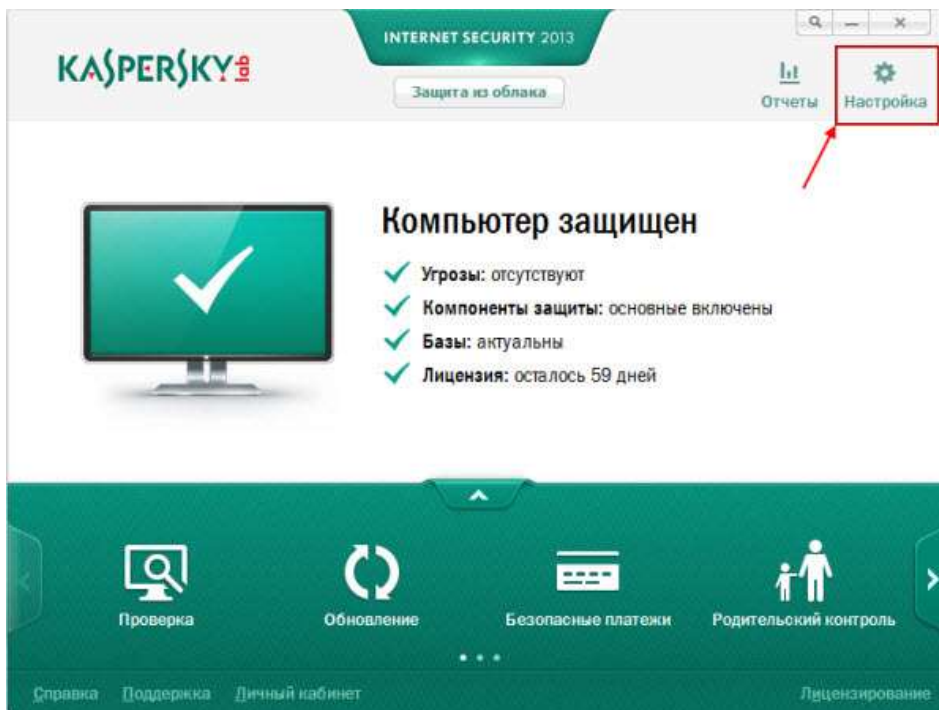 INTERNET SECURITY 2013
KASPERSKY lab
Защита из облака
Отчеты
Настройка
Компьютер защищен
Угрозы: отсутствуют
Компоненты защиты: основные включены
Базы: актуальны
Лицензия: осталось 59 дней
Проверка
Обновление
Безопасные платежи
Родительский контроль
Справка Поддержка Личный кабинет
Лицензирование